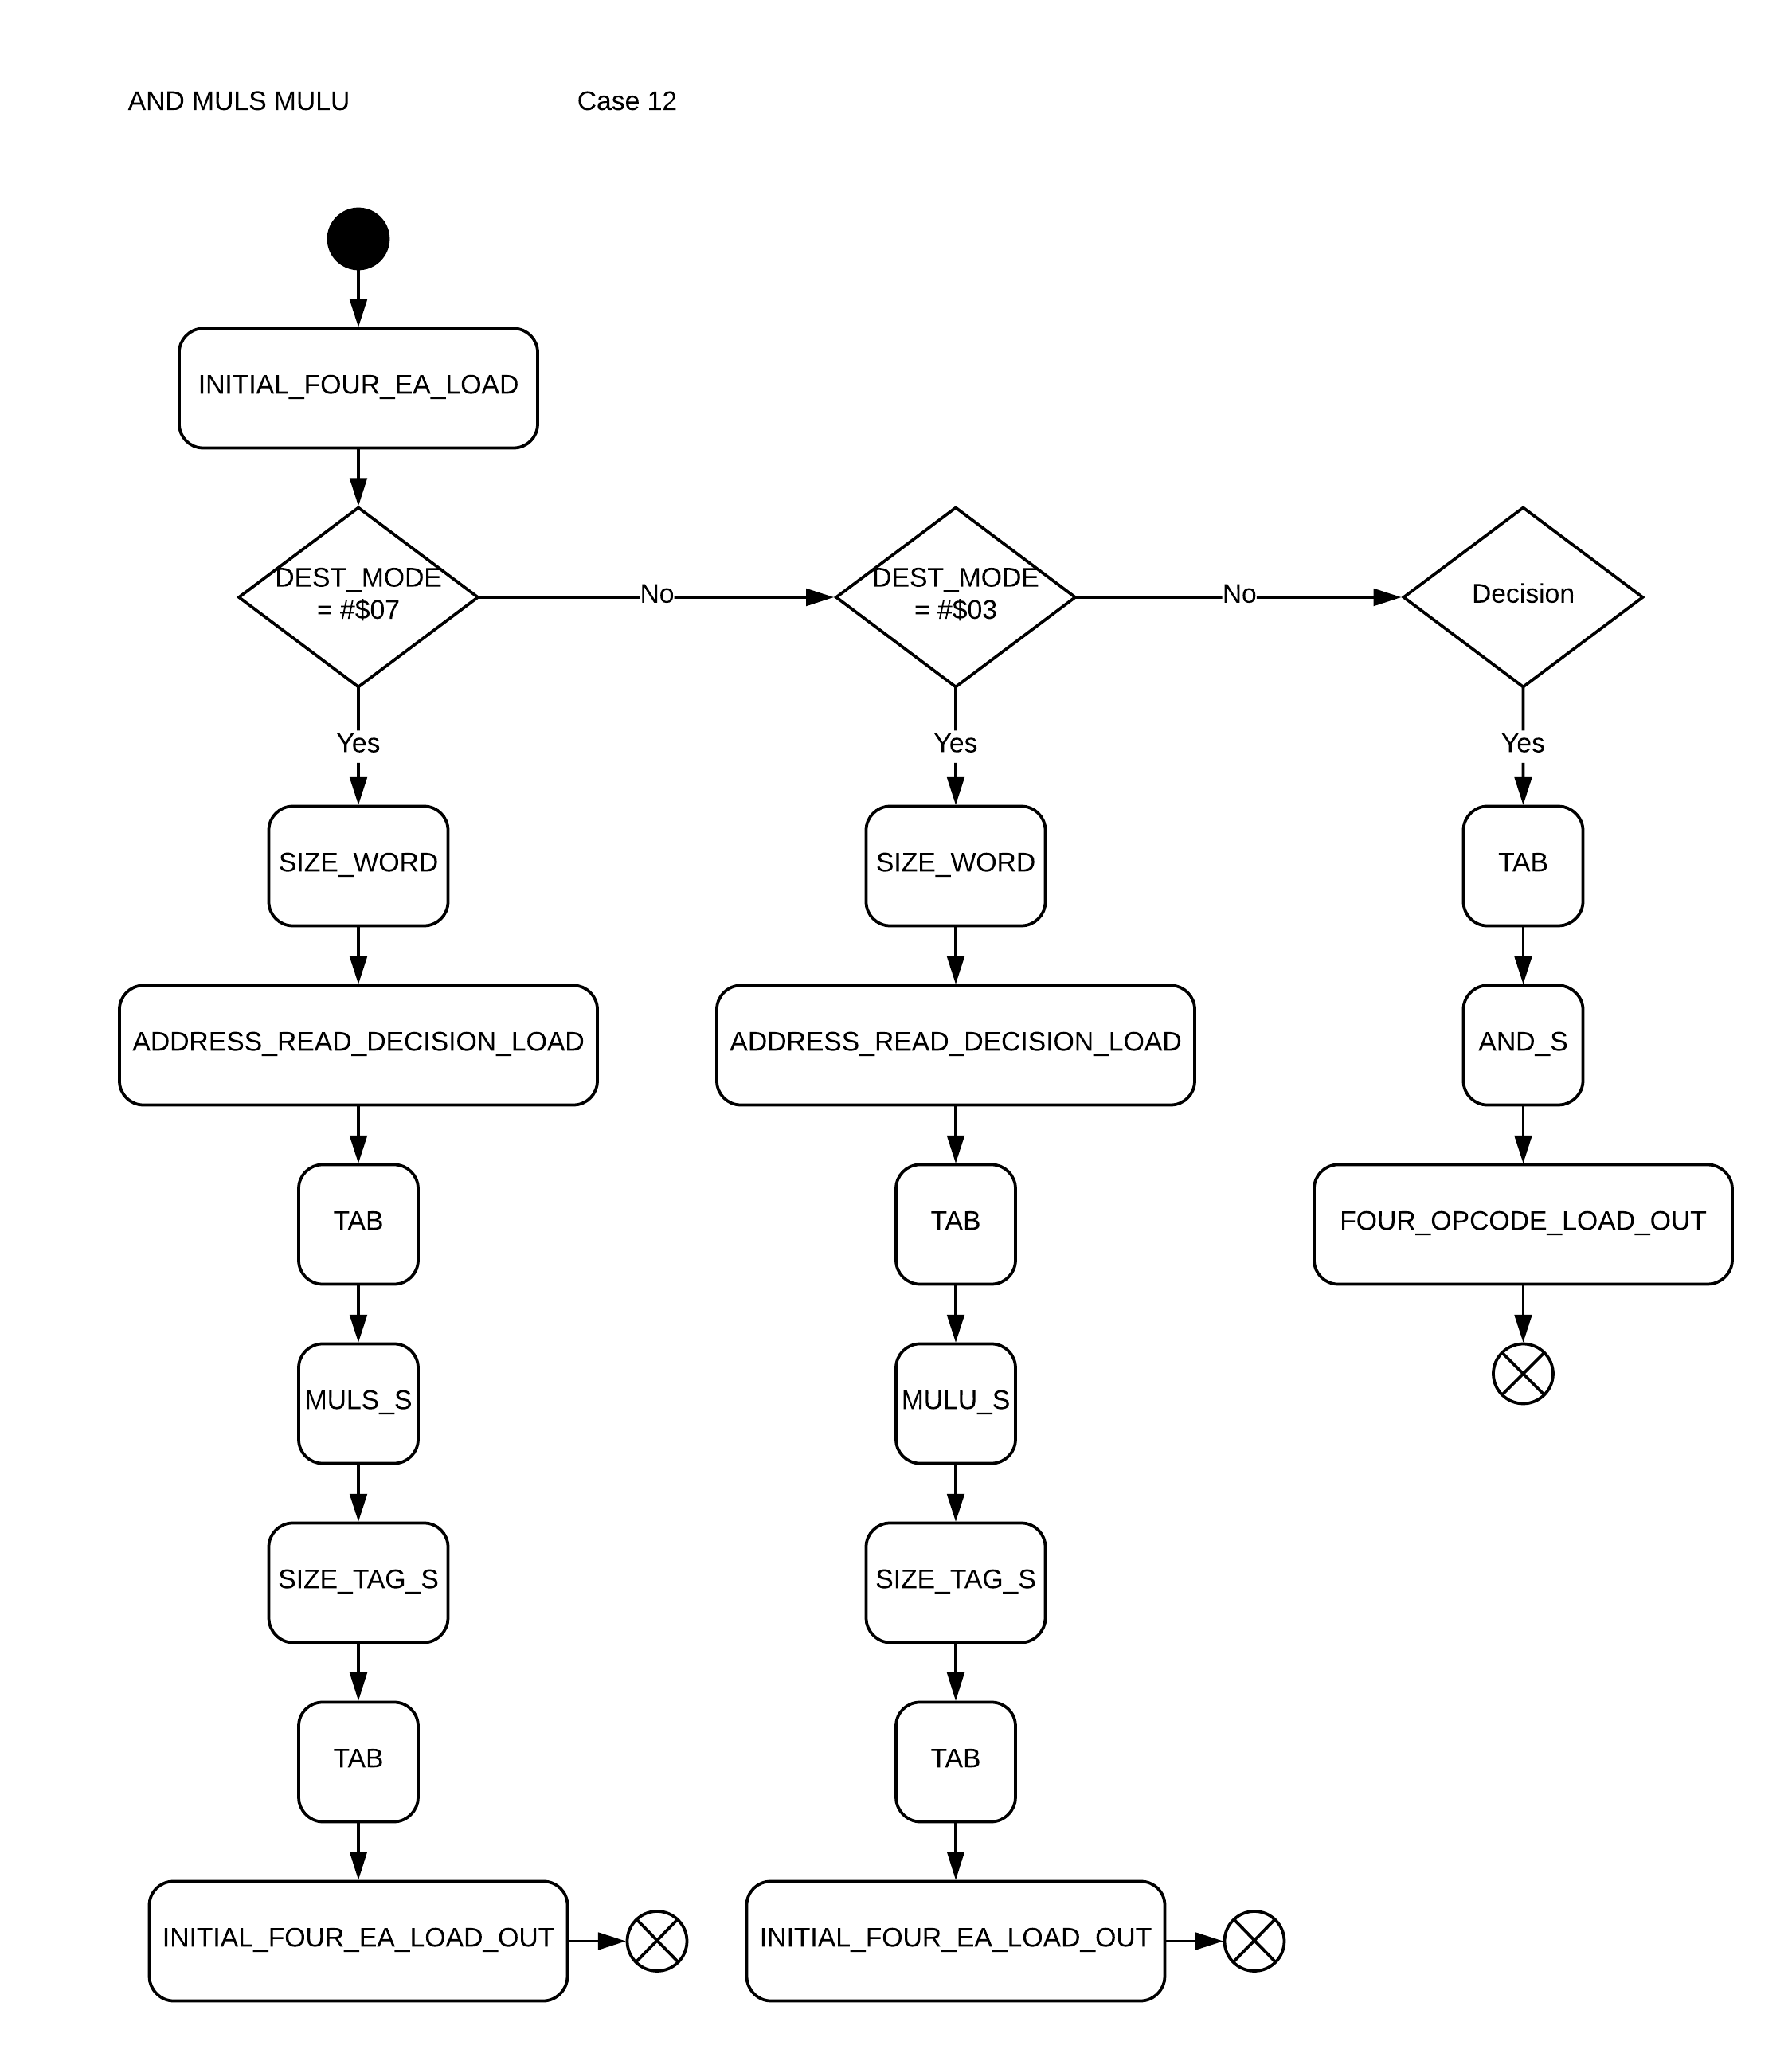 AND MULS MULU
Case 12
INITIAL_FOUR_EA_LOAD
DEST_MODE
= #$07
No
DEST_MODE
= #$03
No
Decision
Yes
Yes
Yes
SIZE_WORD
SIZE_WORD
TAB
ADDRESS_READ_DECISION_LOAD
ADDRESS_READ_DECISION_LOAD
AND_S
TAB
TAB
FOUR_OPCODE_LOAD_OUT
MULS_S
MULU_S
SIZE_TAG_S
SIZE_TAG_S
TAB
TAB
INITIAL_FOUR_EA_LOAD_OUT
INITIAL_FOUR_EA_LOAD_OUT